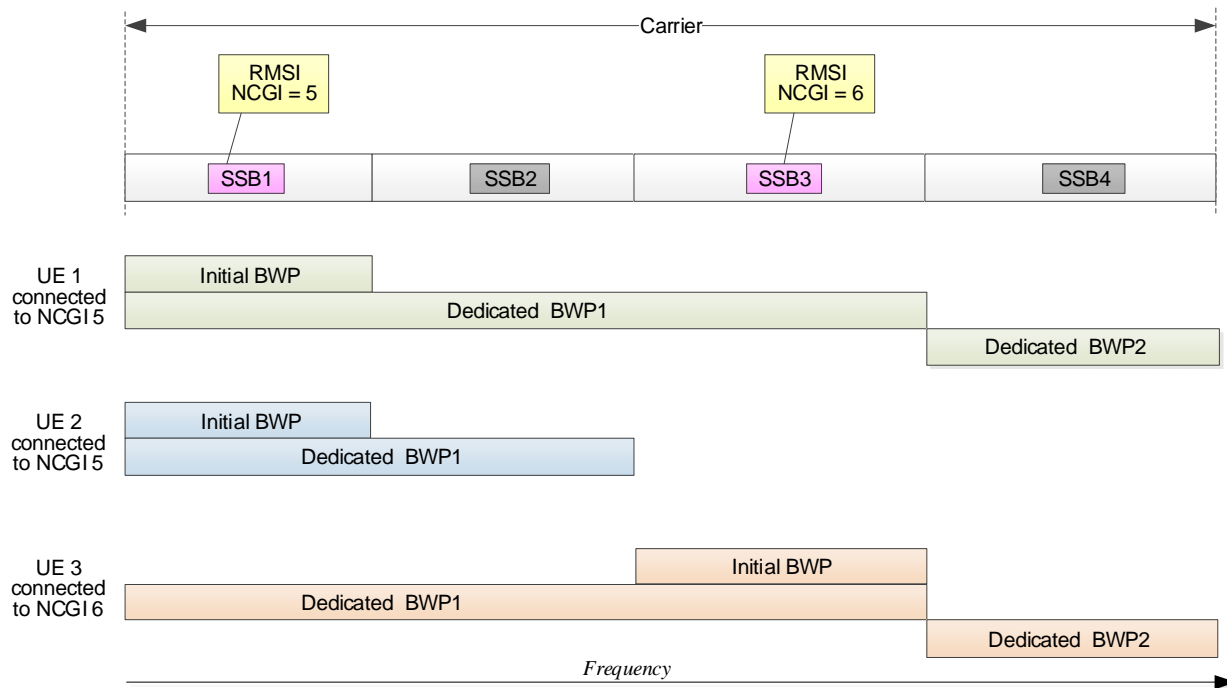 Carrier
RMSI
NCGI = 5
RMSI
NCGI = 6
SSB1
SSB2
SSB3
SSB4
UE 1
connected
to NCGI 5
Initial BWP
Dedicated BWP1
Dedicated BWP2
UE 2
connected
to NCGI 5
Initial BWP
Dedicated BWP1
UE 3
connected
to NCGI 6
Initial BWP
Dedicated BWP1
Dedicated BWP2
Frequency